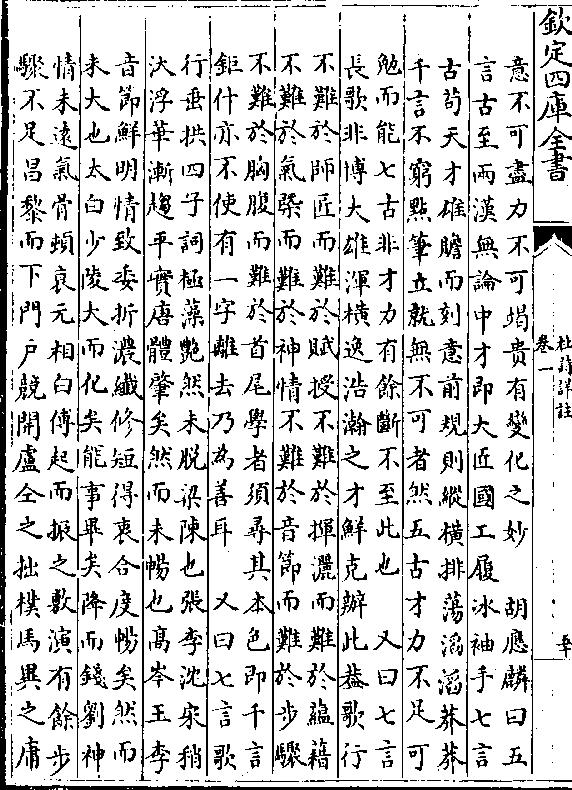 欽定四庫全書
杜詩詳註
卷一
意不可盡力不可竭贵有變化之妙　胡應麟曰五
言古至兩漢無論中才即大匠國工履冰袖手七言
古苟天才雄贍而刻意前規則縱橫排蕩滔滔莽莽
千言不窮點筆立就無不可者然五古才力不足可
勉而能七古非才力有餘斷不至此也　又曰七言
長歌非博大雄渾橫逸浩瀚之才鮮克辦此葢歌行
不難於師匠而難於賦授不難於揮灑而難於蘊藉
不難於氣槩而難於神情不難於音節而難於步驟
不難於胸腹而難於首尾學者須尋其本色即千言
鉅什亦不使有一字離去乃為善耳　又曰七言歌
行垂拱四子詞極藻艷然未脱梁陳也張李沈宋稍
汰浮華漸趨平實唐體肇矣然而未暢也髙岑王李
音節鮮明情致委折濃纎修短得衷合度暢矣然而
未大也太白少陵大而化矣能事畢矣降而錢劉神
情未遠氣骨頓衰元相白傅起而振之敷演有餘步
驟不足昌黎而下門户競開盧仝之拙樸馬異之庸